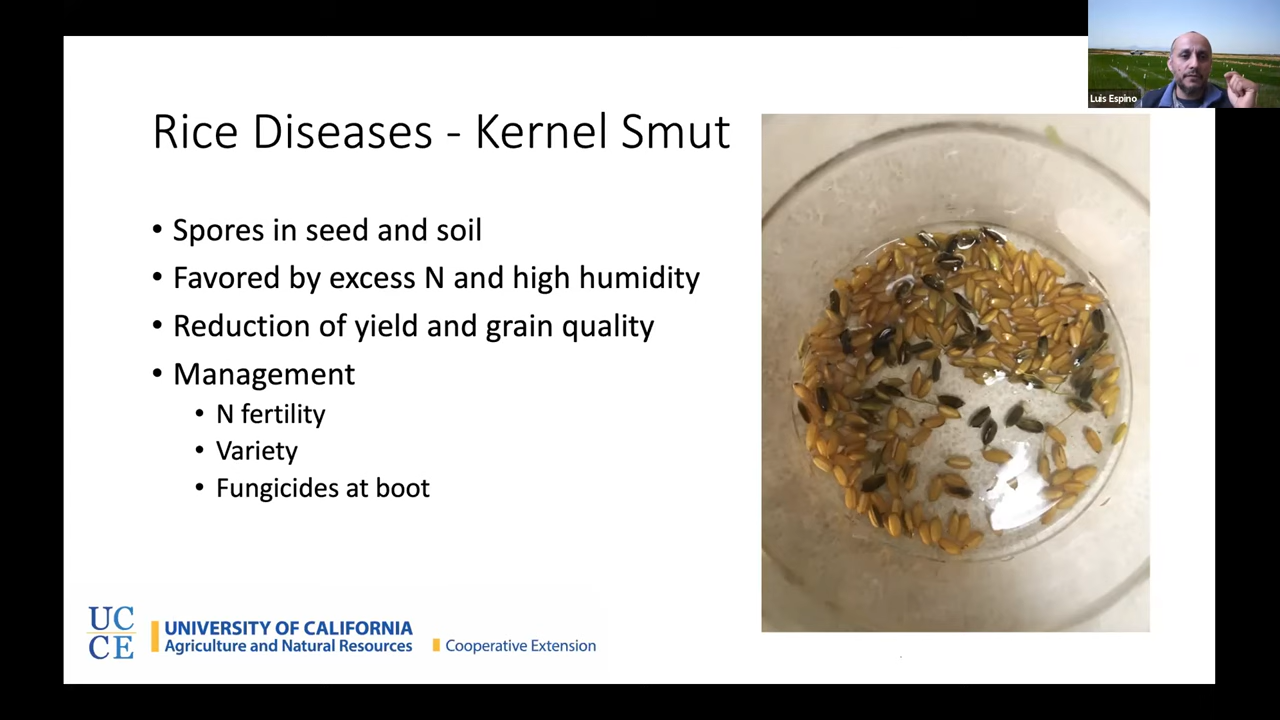 Luis Espino
Rice Diseases - Kernel Smut
• Spores in seed and soil
• Favored by excess N and high humidity
• Reduction of yield and grain quality
• Management
• N fertility
• Variety
• Fungicides at boot
UC
CE
UNIVERSITY OF CALIFORNIA
Agriculture and Natural Resources
Cooperative Extension